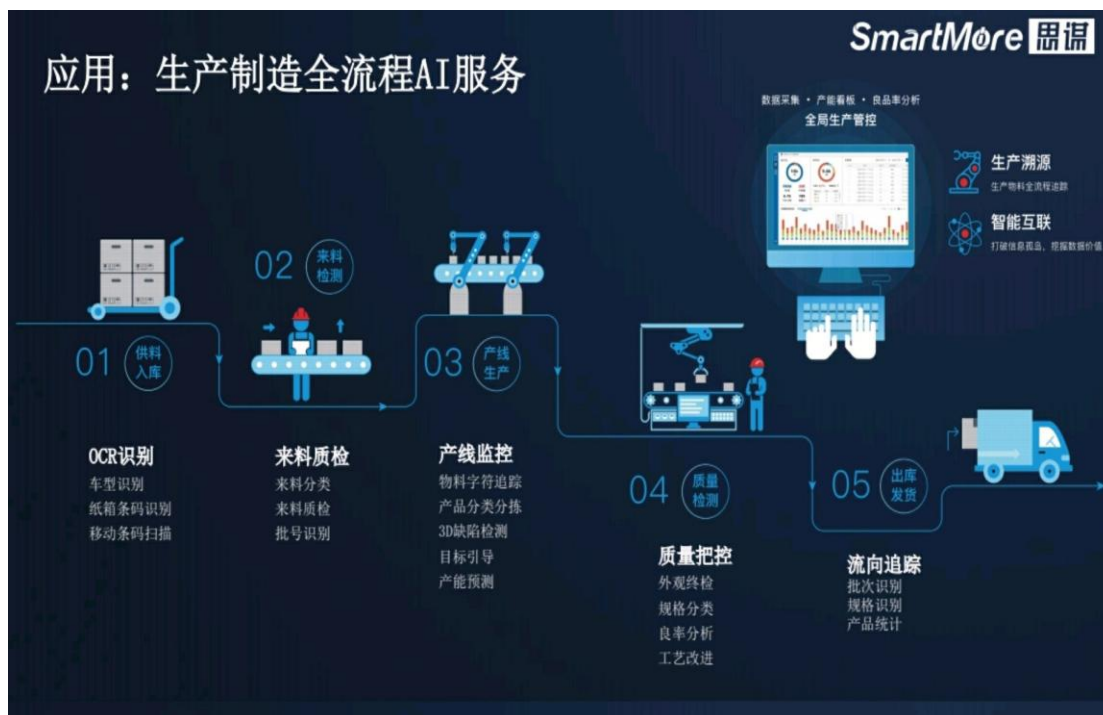 SmartMore 思谋
应用：生产制造全流程AI服务
数据采集 · 产能看板 · 良品率分析
全局生产管控
生产溯源
生产物料全流程追踪
智能互联
打破信息孤岛，挖掘数据价值
01
供料
入库
OCR识别
车型识别
纸箱条码识别
移动条码扫描
02
来料
检测
来料质检
来料分类
来料质检
批号识别
03
产线
生产
产线监控
物料字符追踪
产品分类分拣
3D缺陷检测
目标引导
产能预测
04
质量
检测
质量把控
外观终检
规格分类
良率分析
工艺改进
05
出库
发货
流向追踪
批次识别
规格识别
产品统计